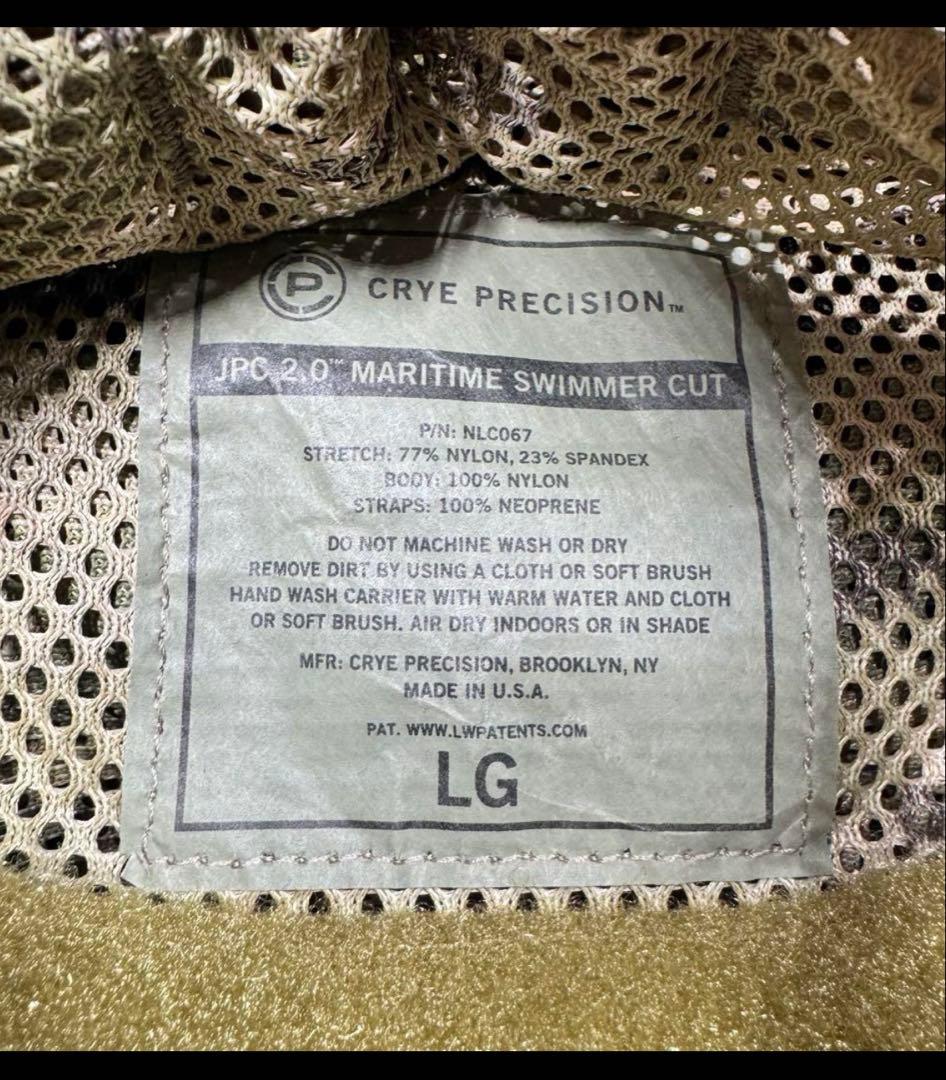 CP CRYE PRECISION™
JPC 2.0™ MARITIME SWIMMER CUT
P/N: NLC067
STRETCH: 77% NYLON, 23% SPANDEX
BODY: 100% NYLON
STRAPS: 100% NEOPRENE
DO NOT MACHINE WASH OR DRY
REMOVE DIRT BY USING A CLOTH OR SOFT BRUSH
HAND WASH CARRIER WITH WARM WATER AND CLOTH
OR SOFT BRUSH. AIR DRY INDOORS OR IN SHADE
MFR: CRYE PRECISION, BROOKLYN, NY
MADE IN U.S.A.
PAT. WWW.LWPATENTS.COM
LG